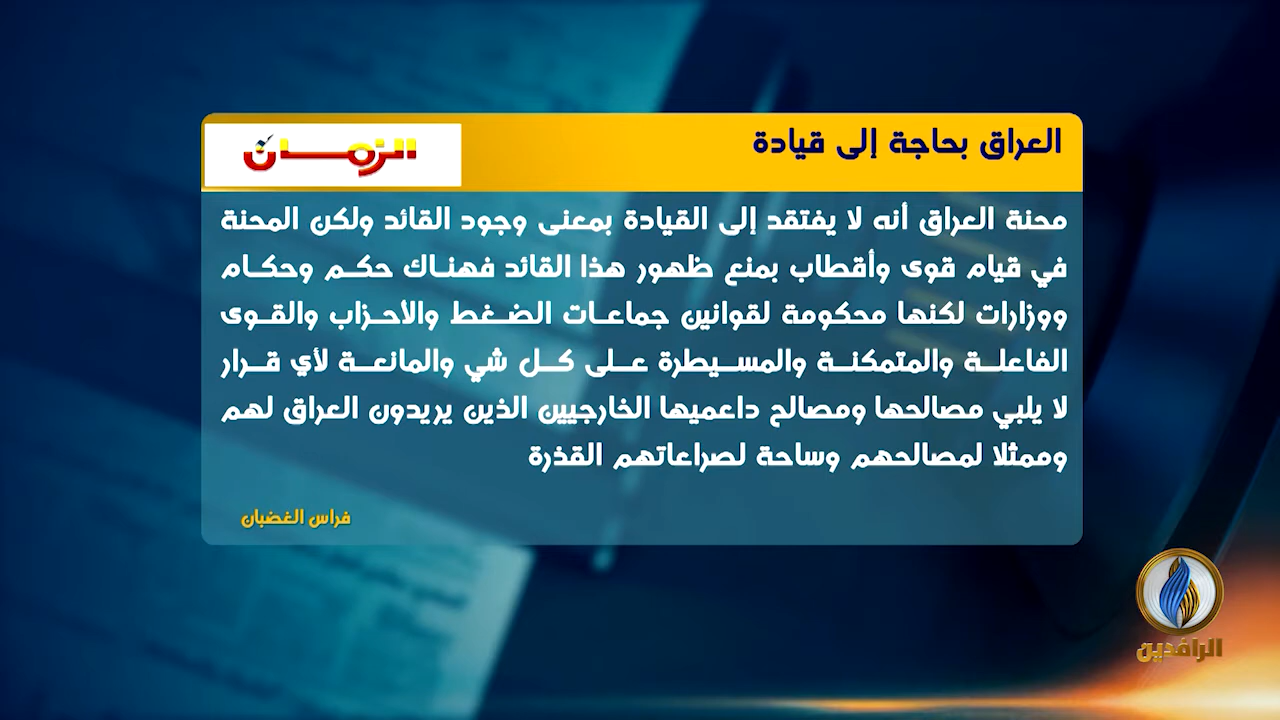 العراق بحاجة إلى قيادة
الزمان
محنة العراق أنه لا يفتقد إلى القيادة بمعنى وجود القائد ولكن المحنة
في قيام قوى وأقطاب بمنع ظهور هذا القائد فهناك حكم وحكام
ووزارات لكنها محكومة لقوانين جماعات الضغط والأحزاب والقوى
الفاعلة والمتمكنة والمسيطرة على كل شي والمانعة لأي قرار
لا يلبي مصالحها ومصالح داعميها الخارجيين الذين يريدون العراق لهم
وممثلا لمصالحهم وساحة لصراعاتهم القذرة
فراس الغضبان
الرافدين